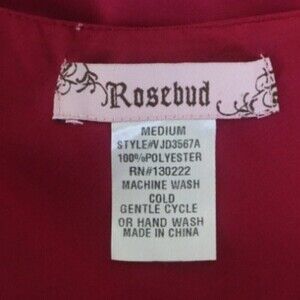 Rosebud
MEDIUM
STYLE#VJD3567A
100%POLYESTER
RN#130222
MACHINE WASH
COLD
GENTLE CYCLE
OR HAND WASH
MADE IN CHINA